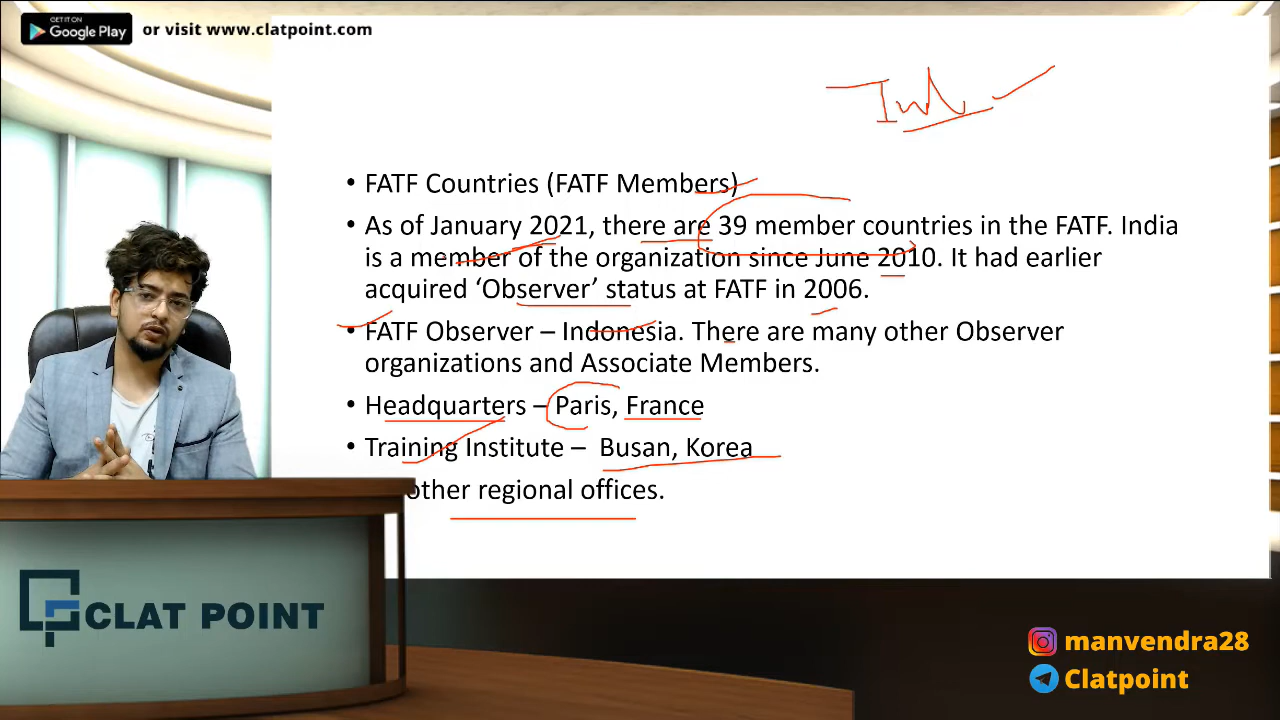 GET IT ON
Google Play
or visit www.clatpoint.com
Ind
• FATF Countries (FATF Members)
• As of January 2021, there are 39 member countries in the FATF. India
is a member of the organization since June 2010. It had earlier
acquired ‘Observer’ status at FATF in 2006.
• FATF Observer – Indonesia. There are many other Observer
organizations and Associate Members.
• Headquarters – Paris, France
• Training Institute – Busan, Korea
other regional offices.
CLAT POINT
manvendra28
Clatpoint